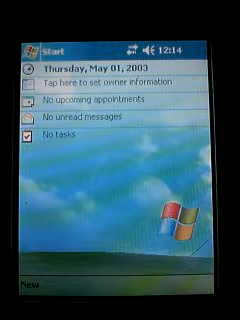 Start 12:14
Thursday, May 01, 2003
Tap here to set owner information
No upcoming appointments
No unread messages
No tasks
New